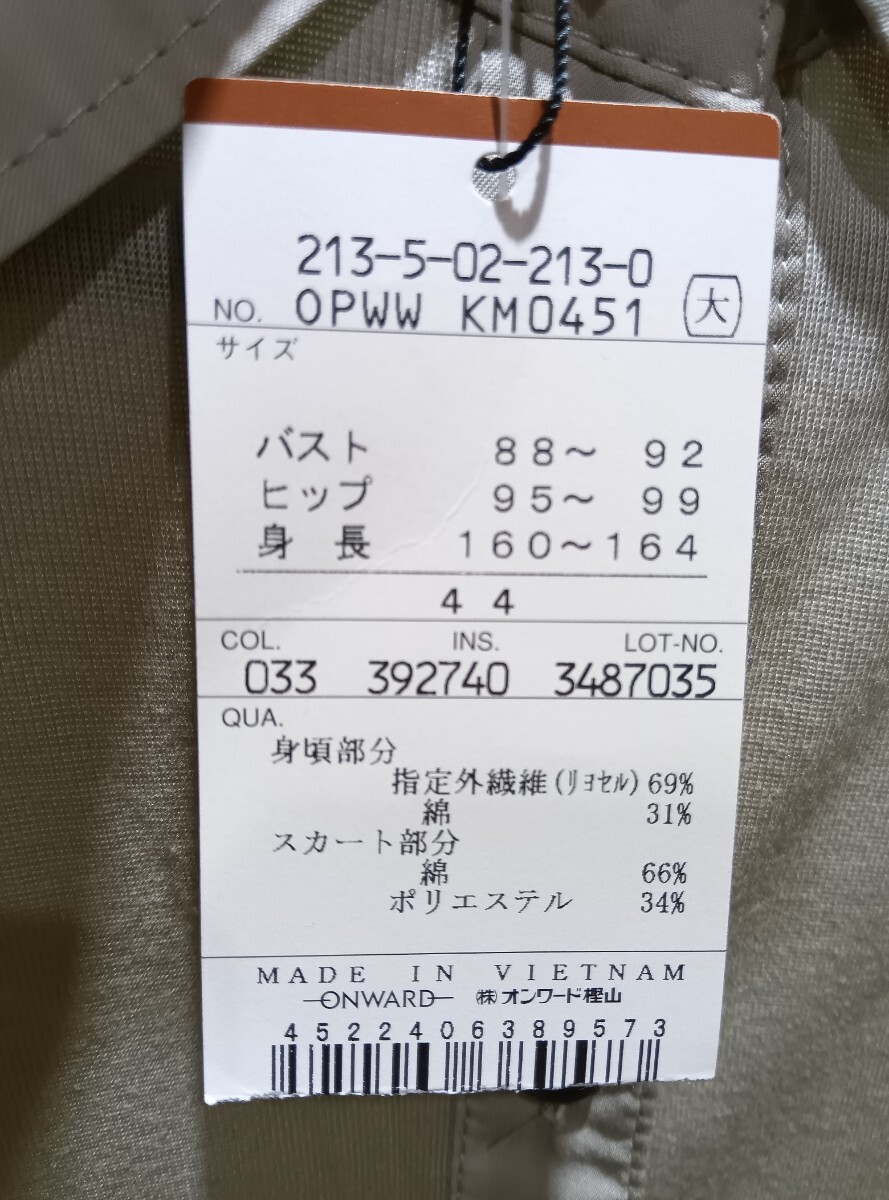 213-5-02-213-0
NO. OPWW KM0451 大
サイズ
バスト 88～ 92
ヒップ 95～ 99
身 長 160～164
44
COL. INS. LOT-NO.
033 392740 3487035
QUA.
身頃部分
指定外繊維(リヨセル) 69%
綿 31%
スカート部分
綿 66%
ポリエステル 34%
MADE IN VIETNAM
ONWARD ㈱オンワード樫山
4522406389573